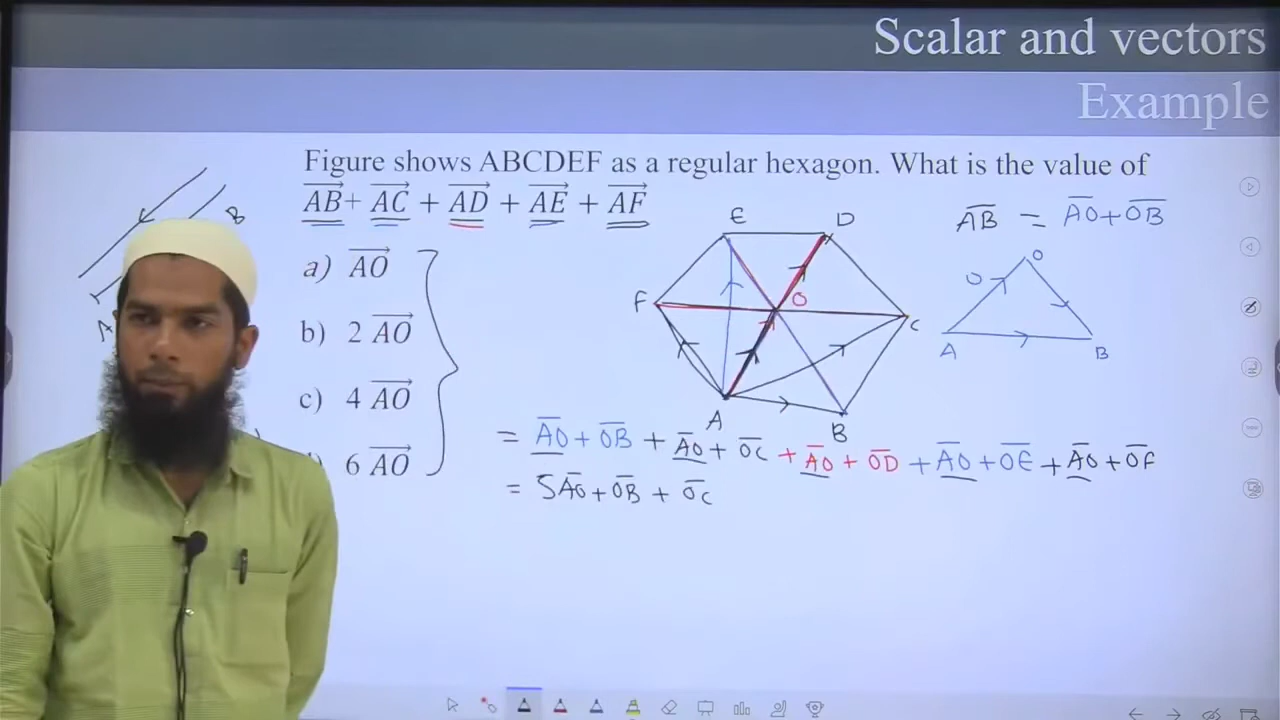 Scalar and vectors
Example
Figure shows ABCDEF as a regular hexagon. What is the value of
AB + AC + AD + AE + AF
a) AO
b) 2 AO
c) 4 AO
6 AO
A
B
E
D
F
O
C
A
B
AB = AO + OB
O
A
B
= AO + OB + AO + OC + AO + OD + AO + OE + AO + OF
= 5AO + OB + OC